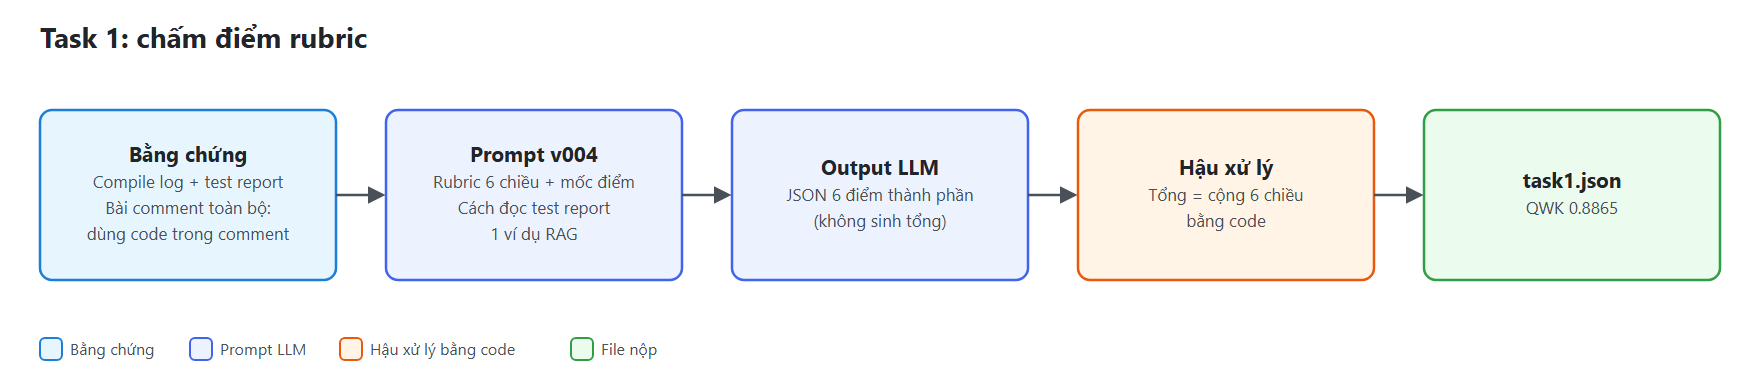 Task 1: chấm điểm rubric
Bằng chứng
Compile log + test report
Bài comment toàn bộ:
dùng code trong comment
Prompt v004
Rubric 6 chiều + mốc điểm
Cách đọc test report
1 ví dụ RAG
Output LLM
JSON 6 điểm thành phần
(không sinh tổng)
Hậu xử lý
Tổng = cộng 6 chiều
bằng code
task1.json
QWK 0.8865
Bằng chứng
Prompt LLM
Hậu xử lý bằng code
File nộp